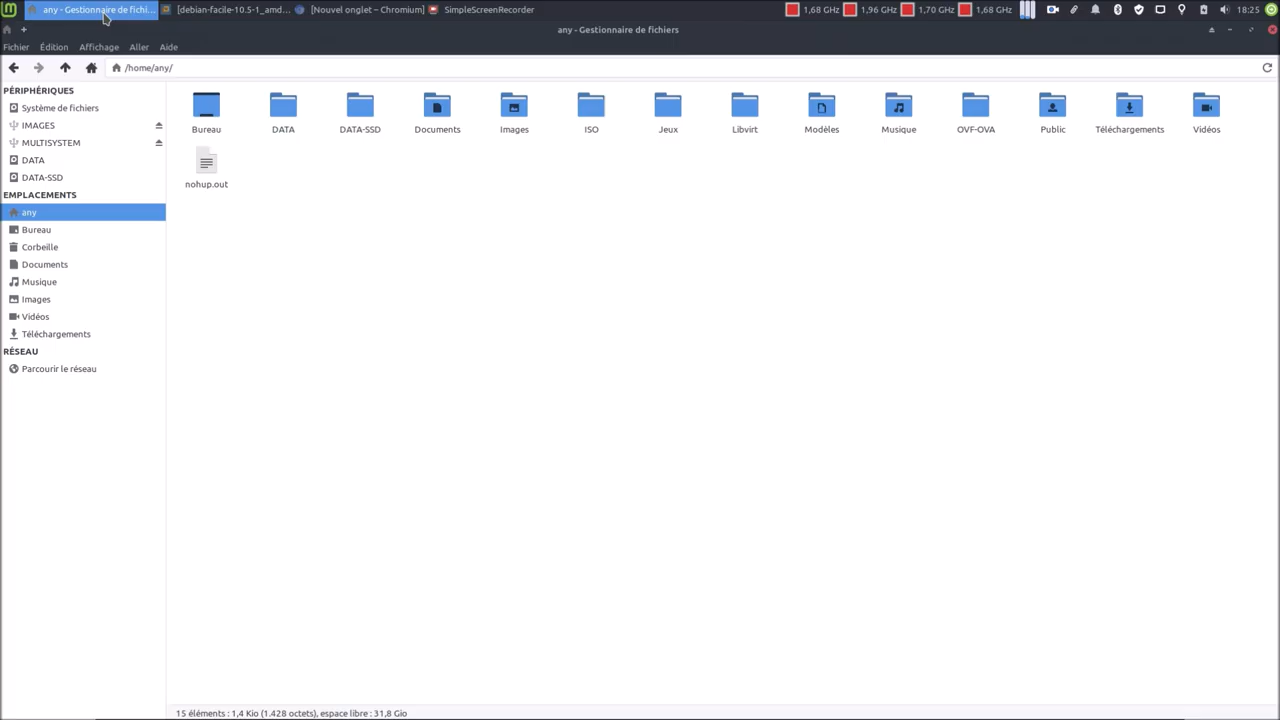 any - Gestionnaire de fichi... [debian-facile-10.5-1_amd... [Nouvel onglet – Chromium] SimpleScreenRecorder 1,68 GHz 1,96 GHz 1,70 GHz 1,68 GHz 18:25
any - Gestionnaire de fichiers
Fichier Édition Affichage Aller Aide
/home/any/
PÉRIPHÉRIQUES
Système de fichiers
IMAGES
MULTISYSTEM
DATA
DATA-SSD
EMPLACEMENTS
any
Bureau
Corbeille
Documents
Musique
Images
Vidéos
Téléchargements
RÉSEAU
Parcourir le réseau
Bureau DATA DATA-SSD Documents Images ISO Jeux Libvirt Modèles Musique OVF-OVA Public Téléchargements Vidéos
nohup.out
15 éléments : 1,4 Kio (1.428 octets), espace libre : 31,8 Gio